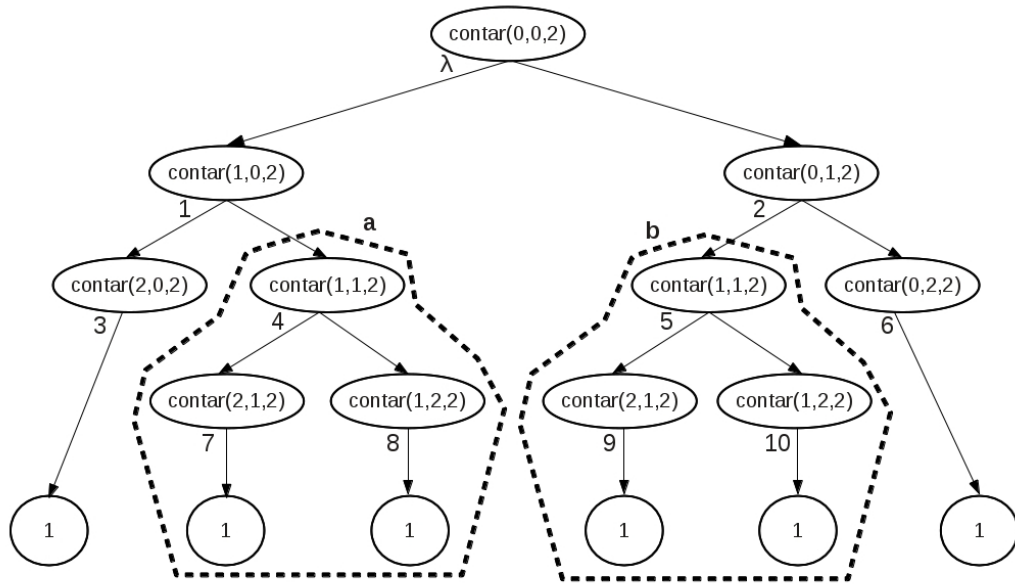 contar(0,0,2)
λ
contar(1,0,2) contar(0,1,2)
1 2
a b
contar(2,0,2) contar(1,1,2) contar(1,1,2) contar(0,2,2)
3 4 5 6
contar(2,1,2) contar(1,2,2) contar(2,1,2) contar(1,2,2)
7 8 9 10
1 1 1 1 1 1